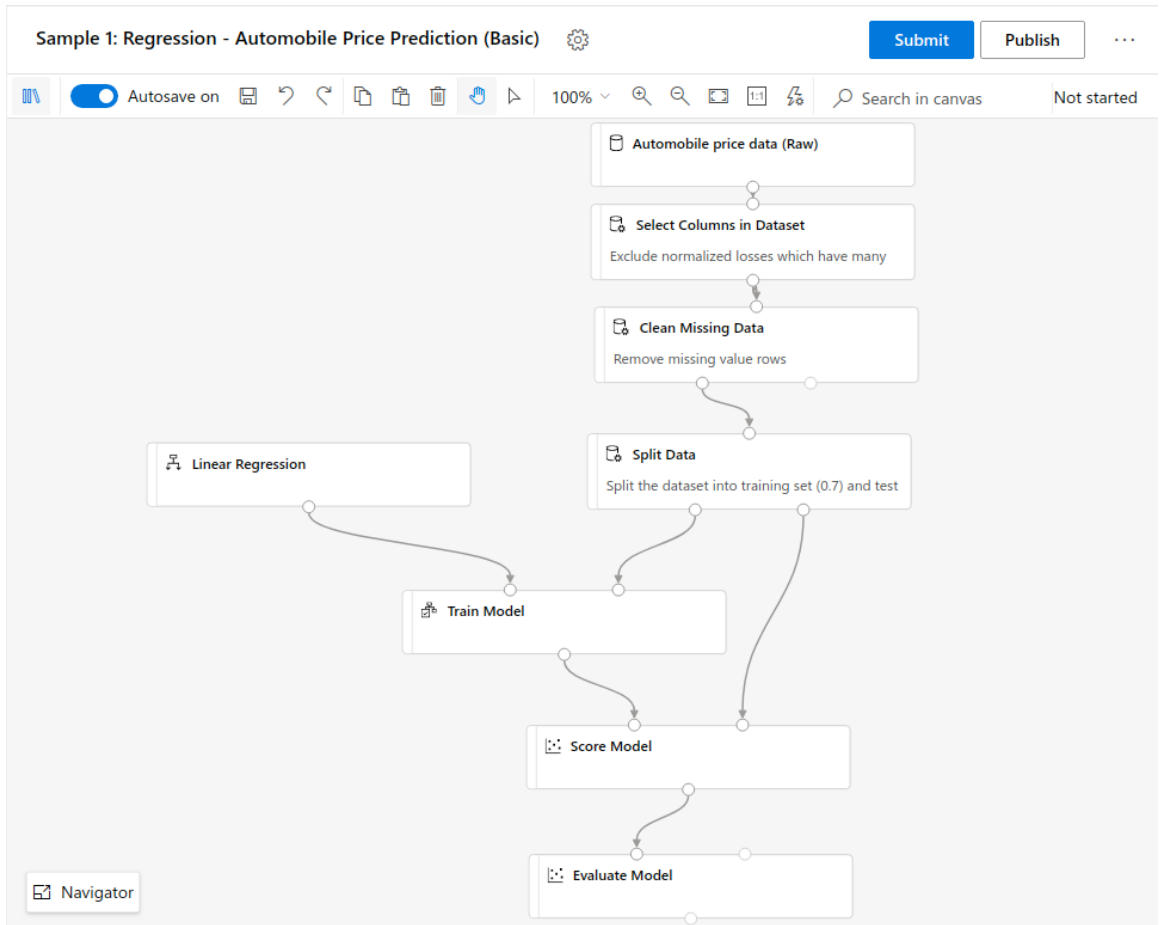 Sample 1: Regression - Automobile Price Prediction (Basic)
Submit
Publish
Autosave on
100%
1:1
Search in canvas
Not started
Automobile price data (Raw)
Select Columns in Dataset
Exclude normalized losses which have many
Clean Missing Data
Remove missing value rows
Linear Regression
Split Data
Split the dataset into training set (0.7) and test
Train Model
Score Model
Evaluate Model
Navigator